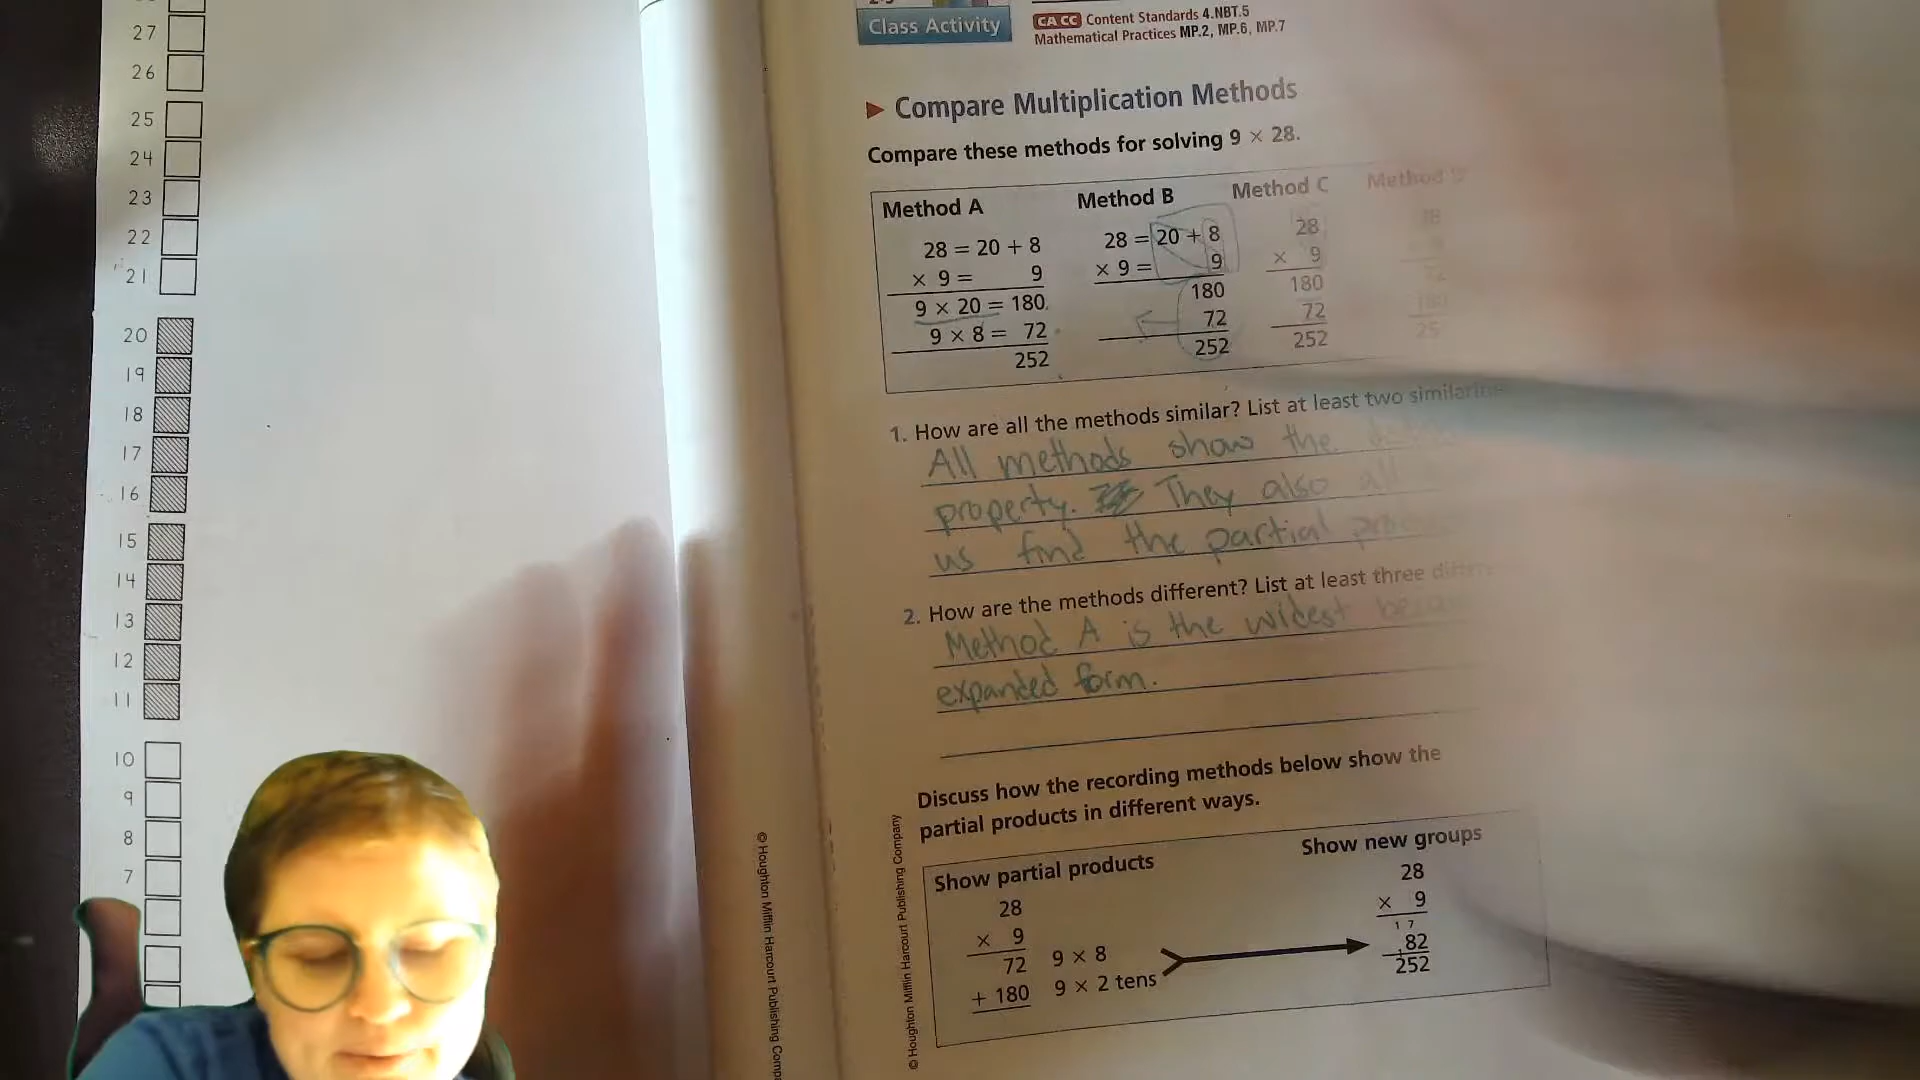 27
26
25
24
23
22
21
20
19
18
17
16
15
14
13
12
11
10
9
8
7
Class Activity
CA CC Content Standards 4.NBT.5
Mathematical Practices MP.2, MP.6, MP.7
Compare Multiplication Methods
Compare these methods for solving 9 × 28.
Method A
28 = 20 + 8
× 9 = 9
9 × 20 = 180
9 × 8 = 72
252
Method B
28 = 20 + 8
× 9 = 9
180
72
252
Method C
28
× 9
180
72
252
Method D
1. How are all the methods similar? List at least two
All methods show the
property. They also
us find the partial
2. How are the methods different? List at least three
Method A is the widest
expanded form.
Discuss how the recording methods below show the
partial products in different ways.
Show partial products
28
× 9
72 9 × 8
+ 180 9 × 2 tens
Show new groups
28
× 9
1 7
82
1
252
© Houghton Mifflin Harcourt Publishing Company
© Houghton Mifflin Harcourt Publishing